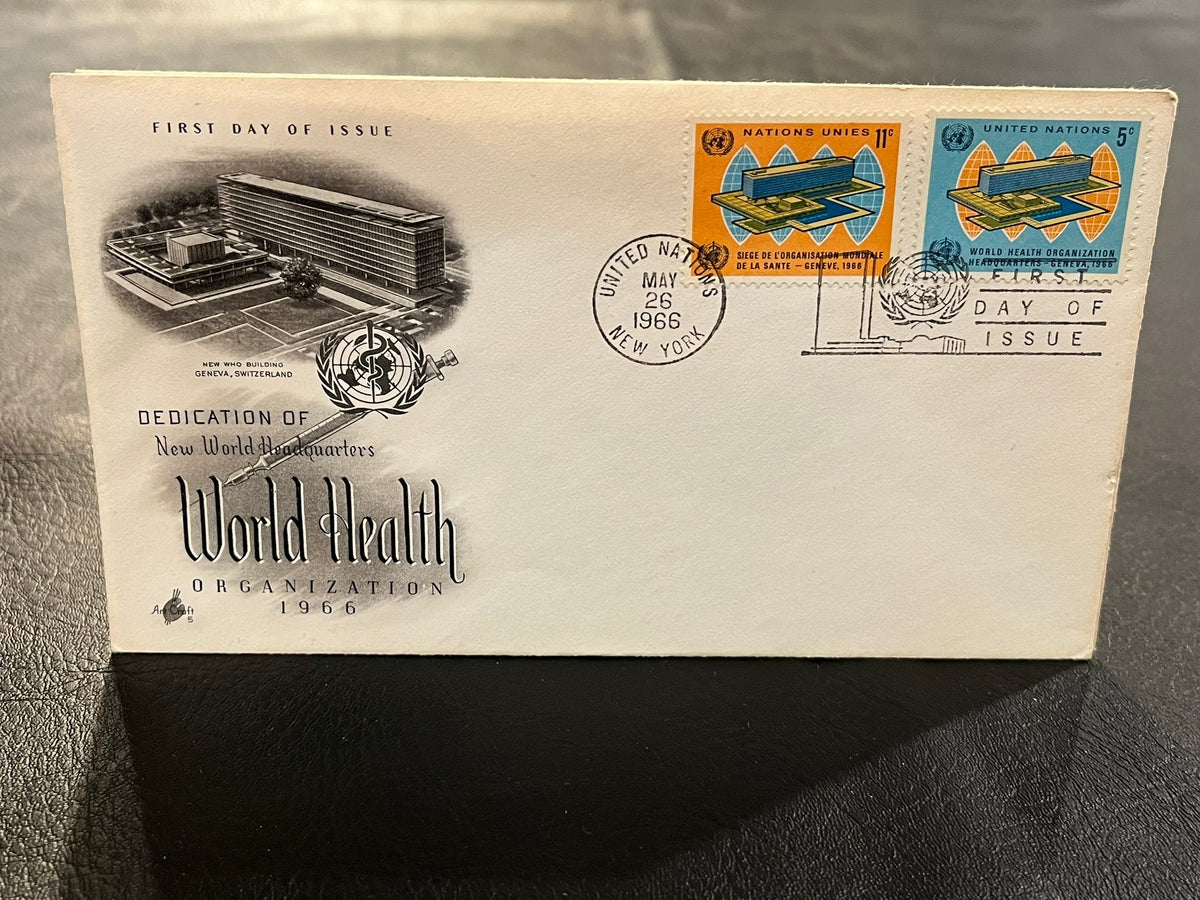 FIRST DAY OF ISSUE
NEW WHO BUILDING
GENEVA, SWITZERLAND
DEDICATION OF
New World Headquarters
World Health
ORGANIZATION
1966
ArtCraft
5
NATIONS UNIES 11c
SIEGE DE L'ORGANISATION MONDIALE
DE LA SANTE – GENEVE, 1966
UNITED NATIONS 5c
WORLD HEALTH ORGANIZATION
HEADQUARTERS – GENEVA, 1966
UNITED NATIONS
MAY
26
1966
NEW YORK
FIRST
DAY OF
ISSUE